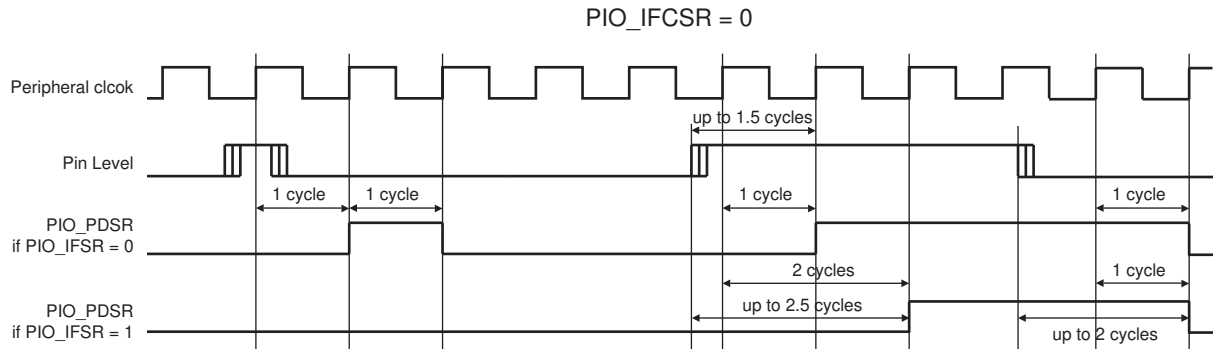 PIO_IFCSR = 0
Peripheral clcok
up to 1.5 cycles
Pin Level
1 cycle
1 cycle
1 cycle
1 cycle
PIO_PDSR
if PIO_IFSR = 0
2 cycles
1 cycle
PIO_PDSR
if PIO_IFSR = 1
up to 2.5 cycles
up to 2 cycles